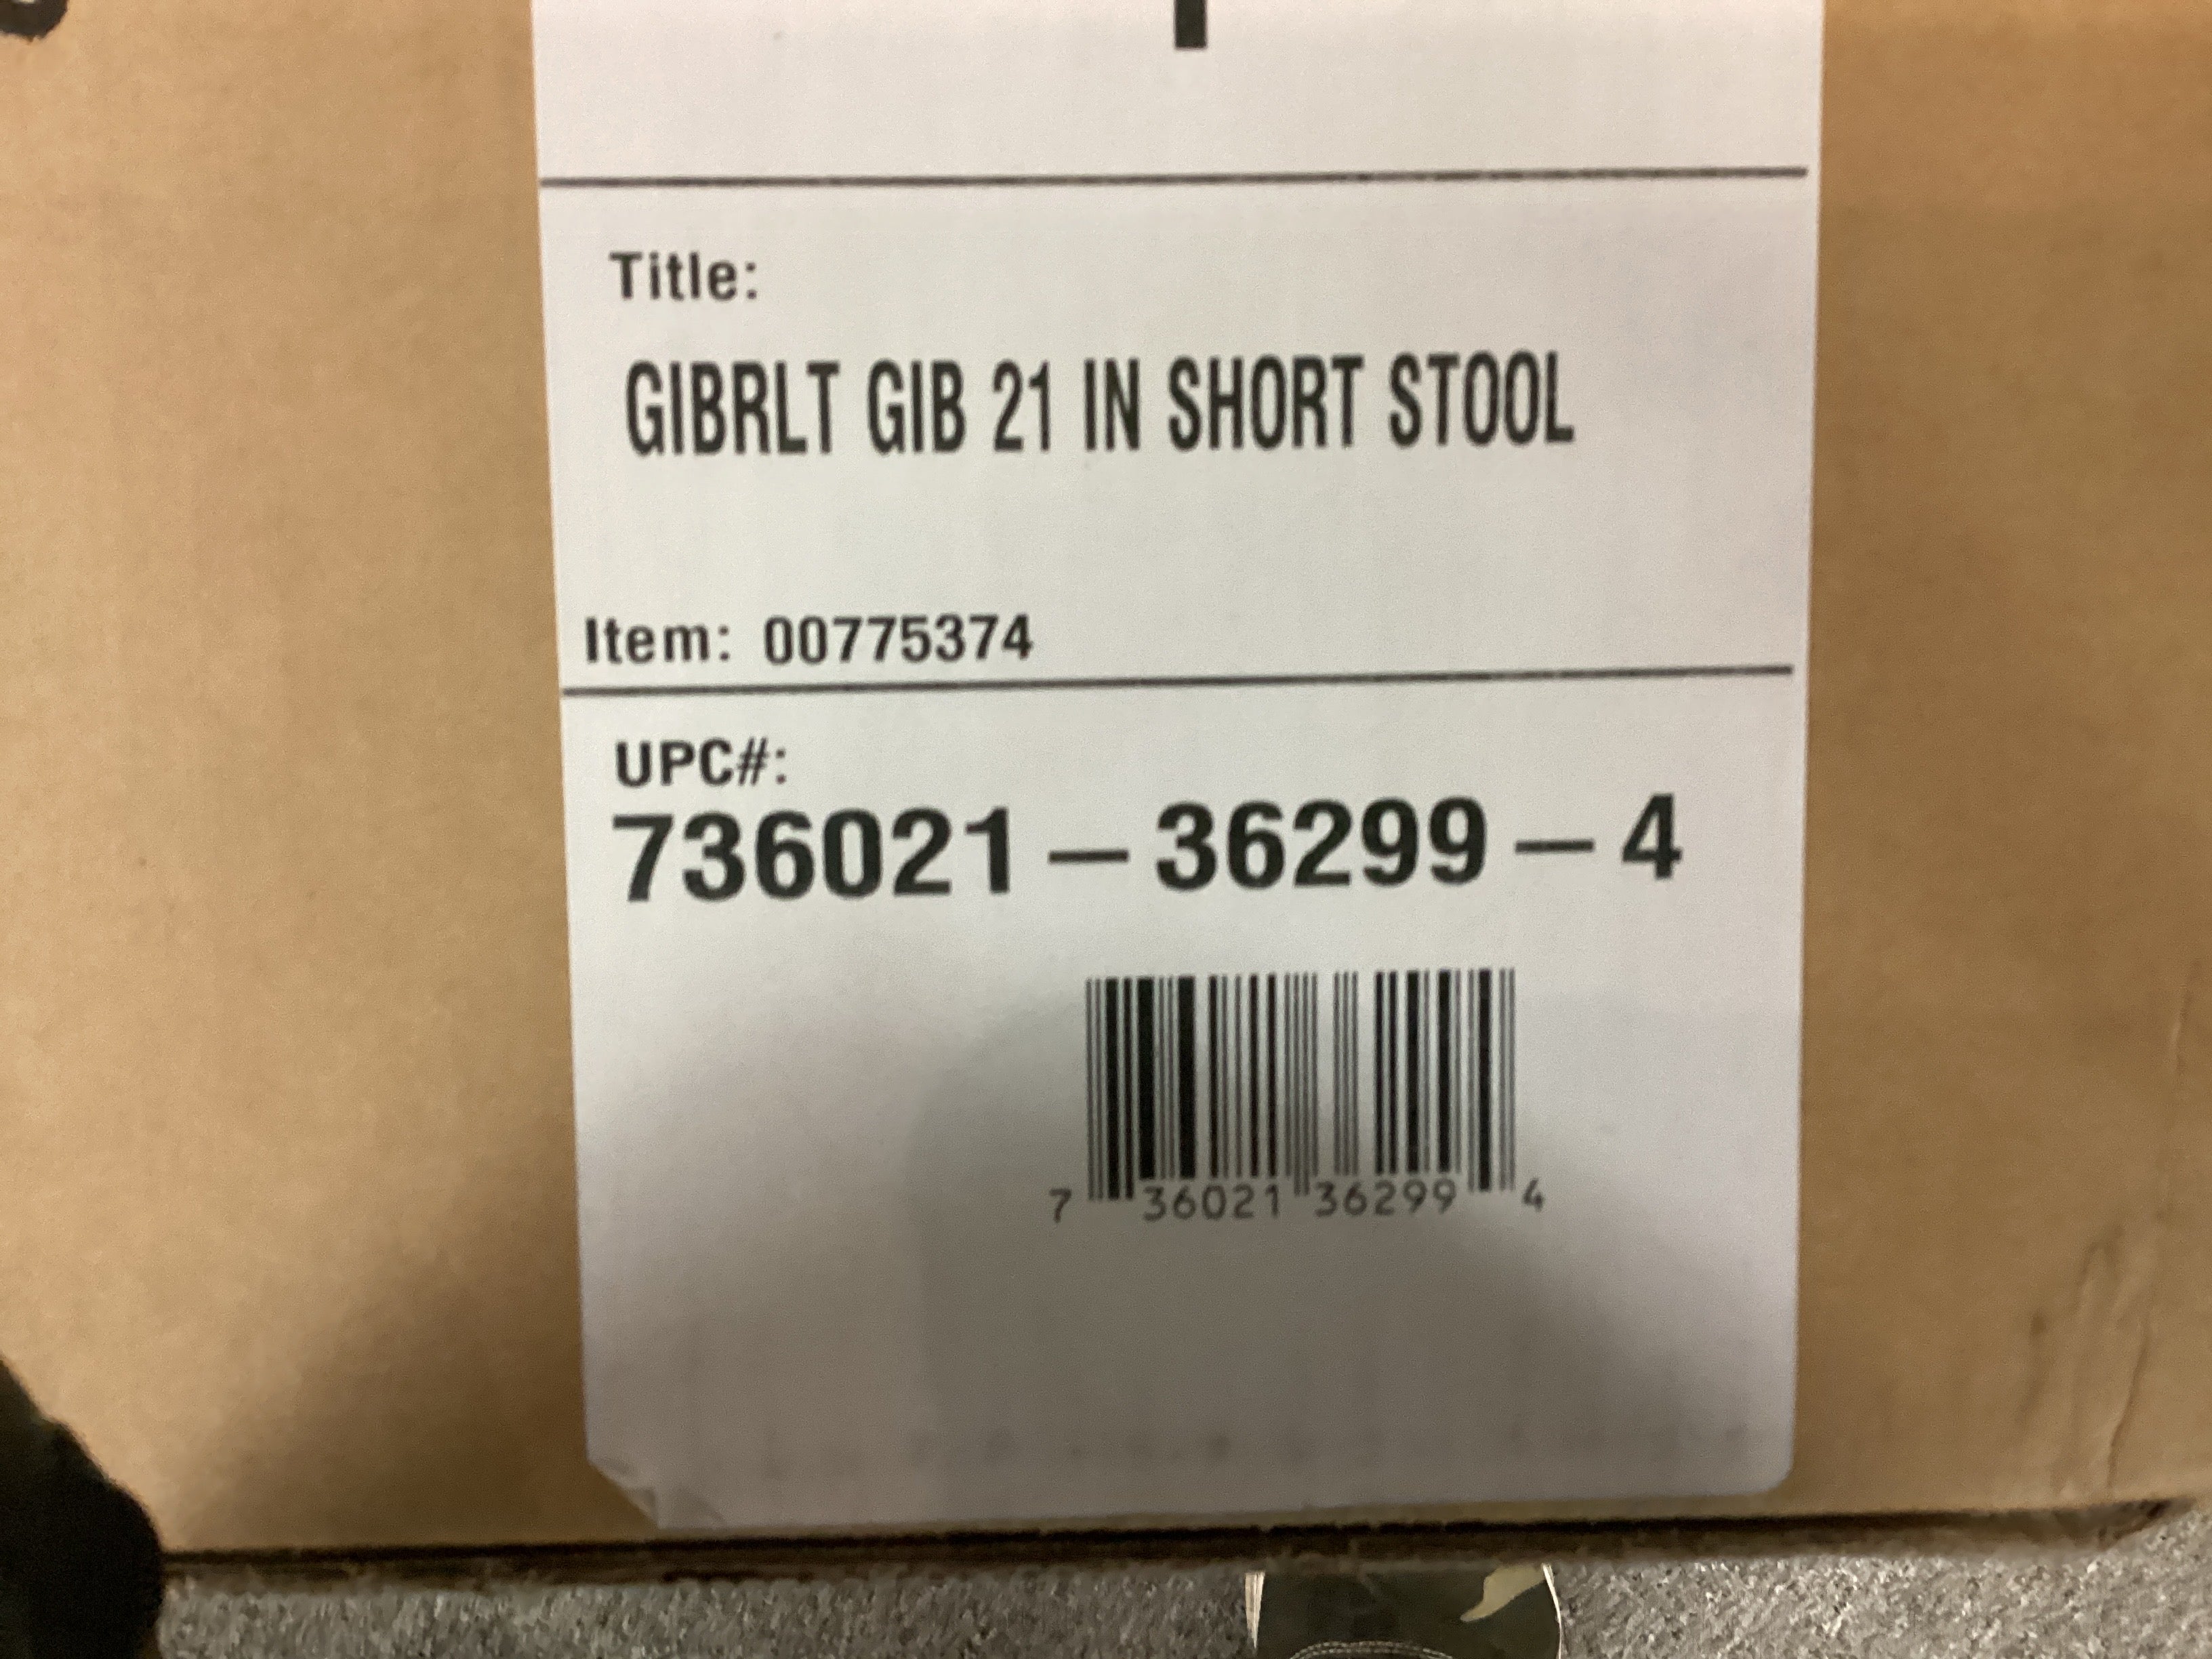 Title:
GIBRLT GIB 21 IN SHORT STOOL
Item: 00775374
UPC#:
736021 – 36299 – 4
7 36021 36299 4